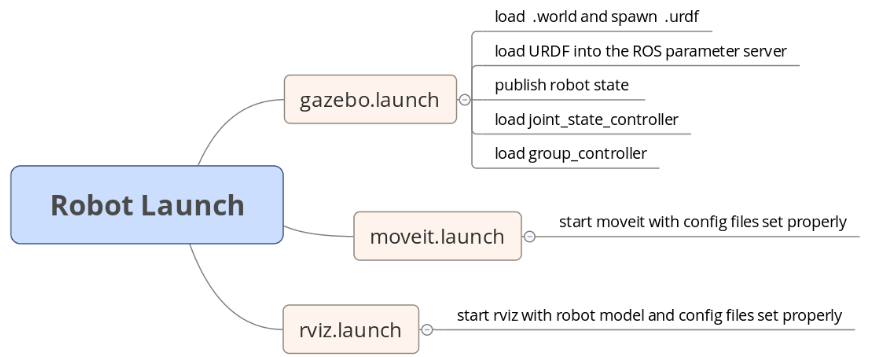 Robot Launch
gazebo.launch
load .world and spawn .urdf
load URDF into the ROS parameter server
publish robot state
load joint_state_controller
load group_controller
moveit.launch
start moveit with config files set properly
rviz.launch
start rviz with robot model and config files set properly